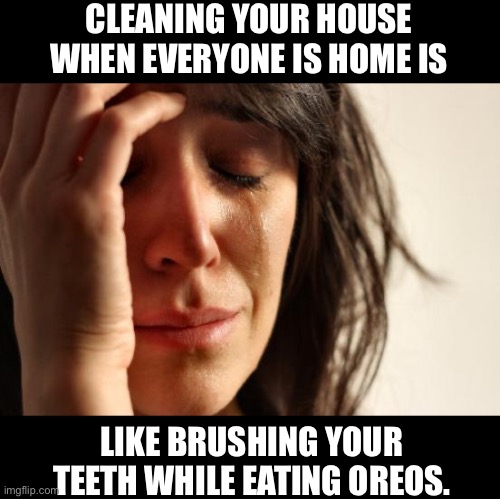 CLEANING YOUR HOUSE
WHEN EVERYONE IS HOME IS
LIKE BRUSHING YOUR
TEETH WHILE EATING OREOS.
imgflip.com